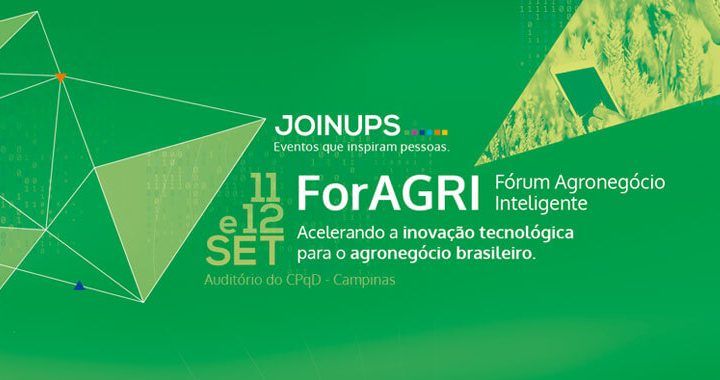 JOINUPS
Eventos que inspiram pessoas.
11
e 12
SET
ForAGRI
Fórum Agronegócio
Inteligente
Acelerando a inovação tecnológica
para o agronegócio brasileiro.
Auditório do CPqD - Campinas